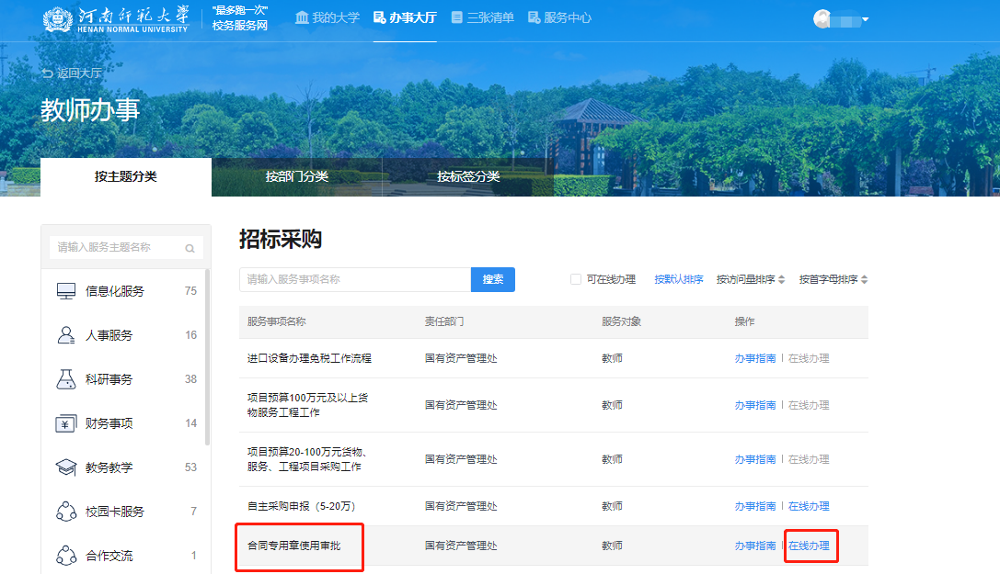 河南师范大学
HENAN NORMAL UNIVERSITY
"最多跑一次"
校务服务网
我的大学
办事大厅
三张清单
服务中心
返回大厅
教师办事
按主题分类
按部门分类
按标签分类
请输入服务主题名称
信息化服务 75
人事服务 16
科研事务 38
财务事项 14
教务教学 53
校园卡服务 7
合作交流 1
招标采购
请输入服务事项名称
搜索
可在线办理
按默认排序
按访问量排序
按首字母排序
服务事项名称 责任部门 服务对象 操作
进口设备办理免税工作流程 国有资产管理处 教师 办事指南 | 在线办理
项目预算100万元及以上货
物服务工程工作 国有资产管理处 教师 办事指南 | 在线办理
项目预算20-100万元货物、
服务、工程项目采购工作 国有资产管理处 教师 办事指南 | 在线办理
自主采购申报（5-20万） 国有资产管理处 教师 办事指南 | 在线办理
合同专用章使用审批 国有资产管理处 教师 办事指南 | 在线办理